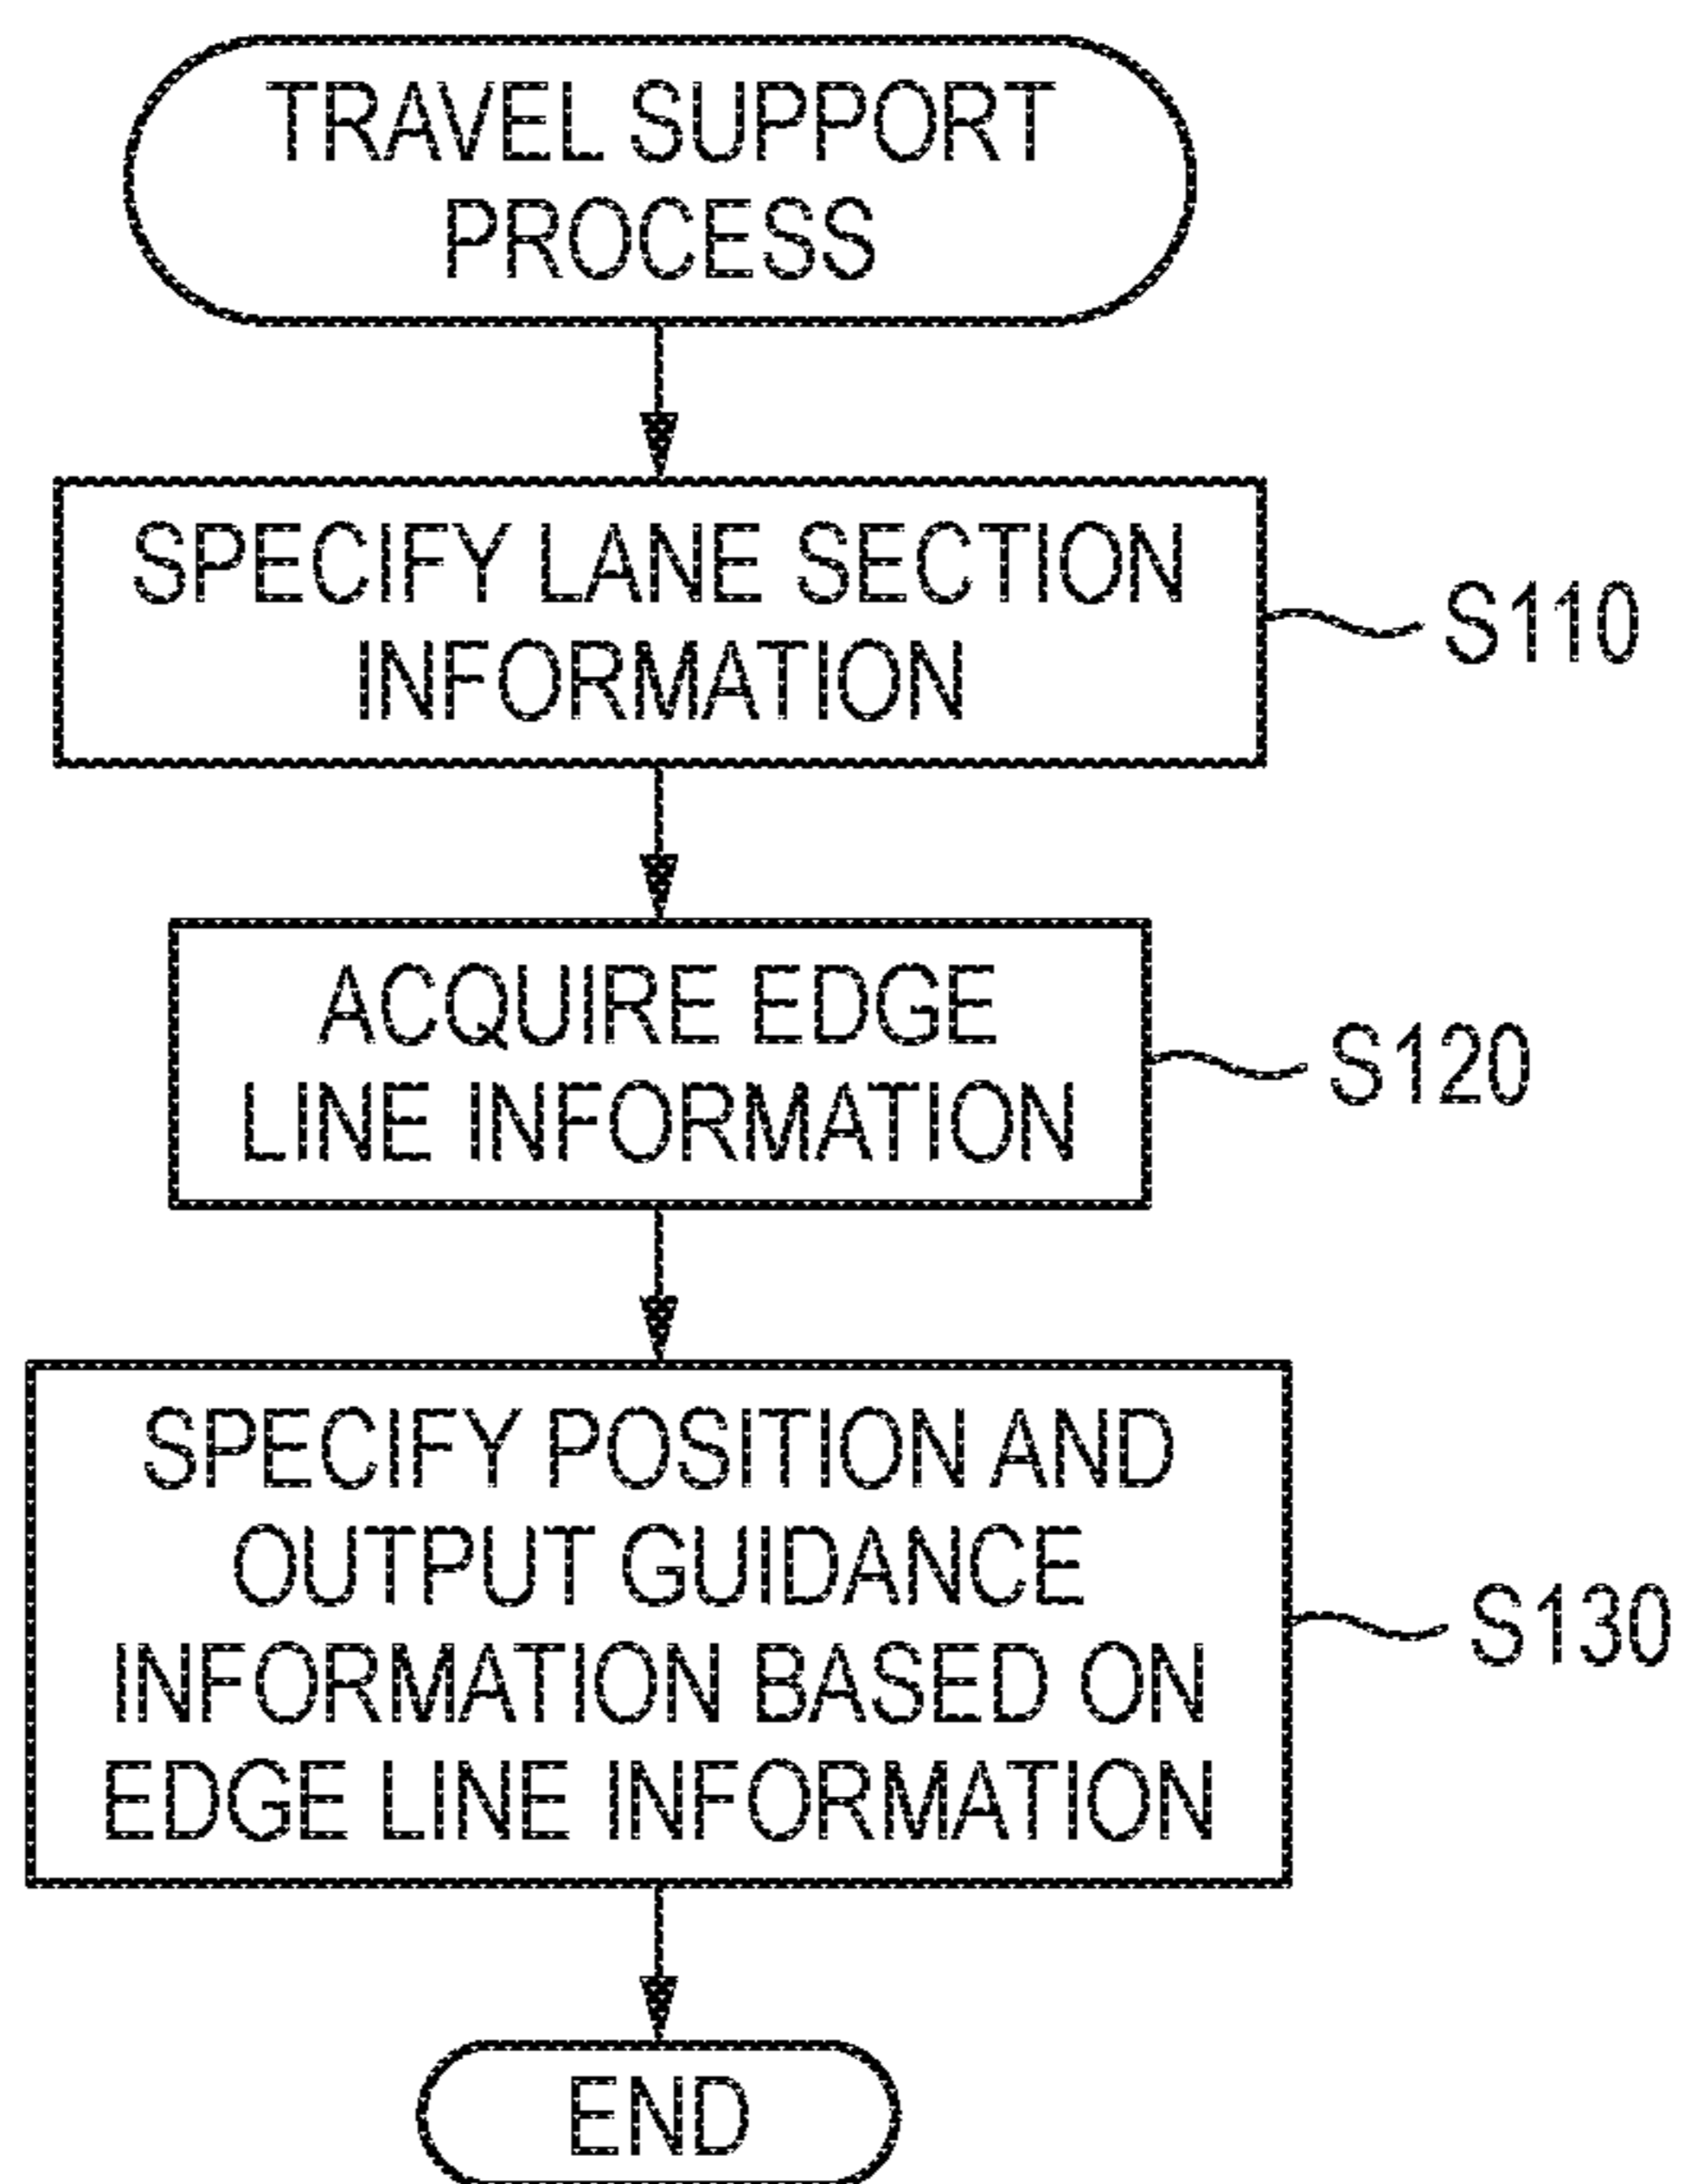 TRAVEL SUPPORT
PROCESS
SPECIFY LANE SECTION
INFORMATION
S110
ACQUIRE EDGE
LINE INFORMATION
S120
SPECIFY POSITION AND
OUTPUT GUIDANCE
INFORMATION BASED ON
EDGE LINE INFORMATION
S130
END